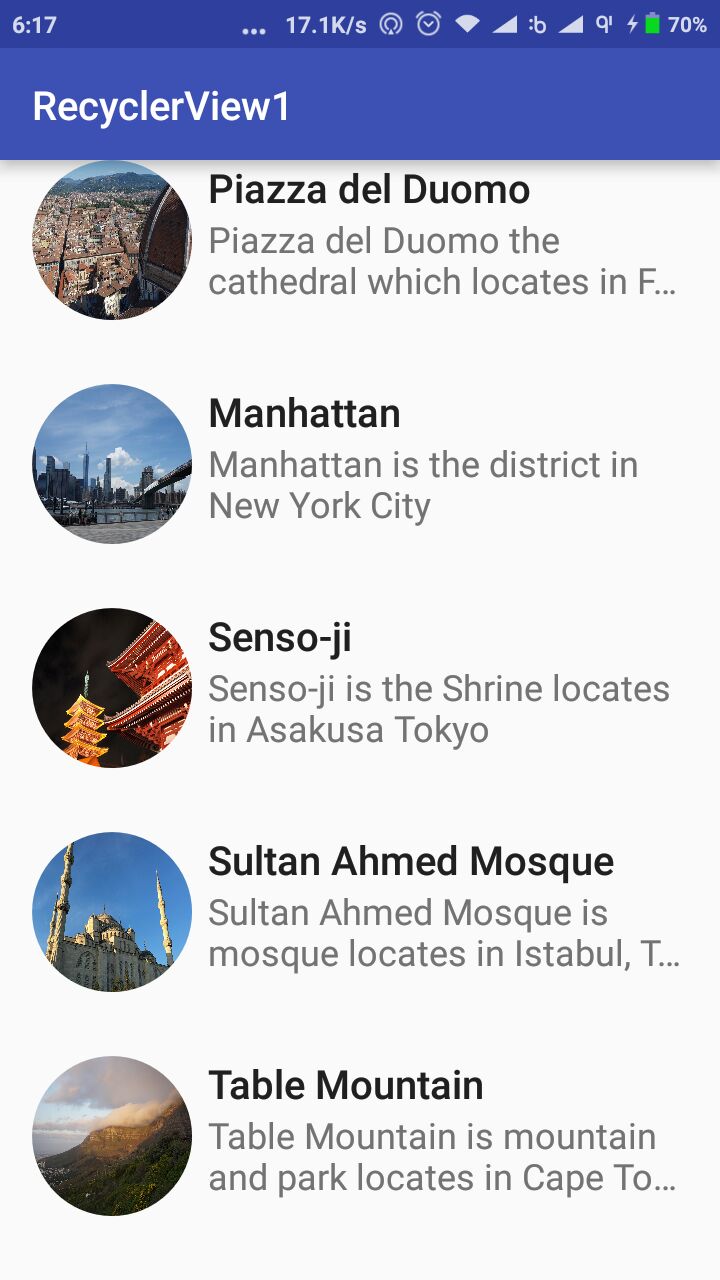 6:17 ... 17.1K/s 70%
RecyclerView1
Piazza del Duomo
Piazza del Duomo the
cathedral which locates in F...
Manhattan
Manhattan is the district in
New York City
Senso-ji
Senso-ji is the Shrine locates
in Asakusa Tokyo
Sultan Ahmed Mosque
Sultan Ahmed Mosque is
mosque locates in Istabul, T...
Table Mountain
Table Mountain is mountain
and park locates in Cape To...